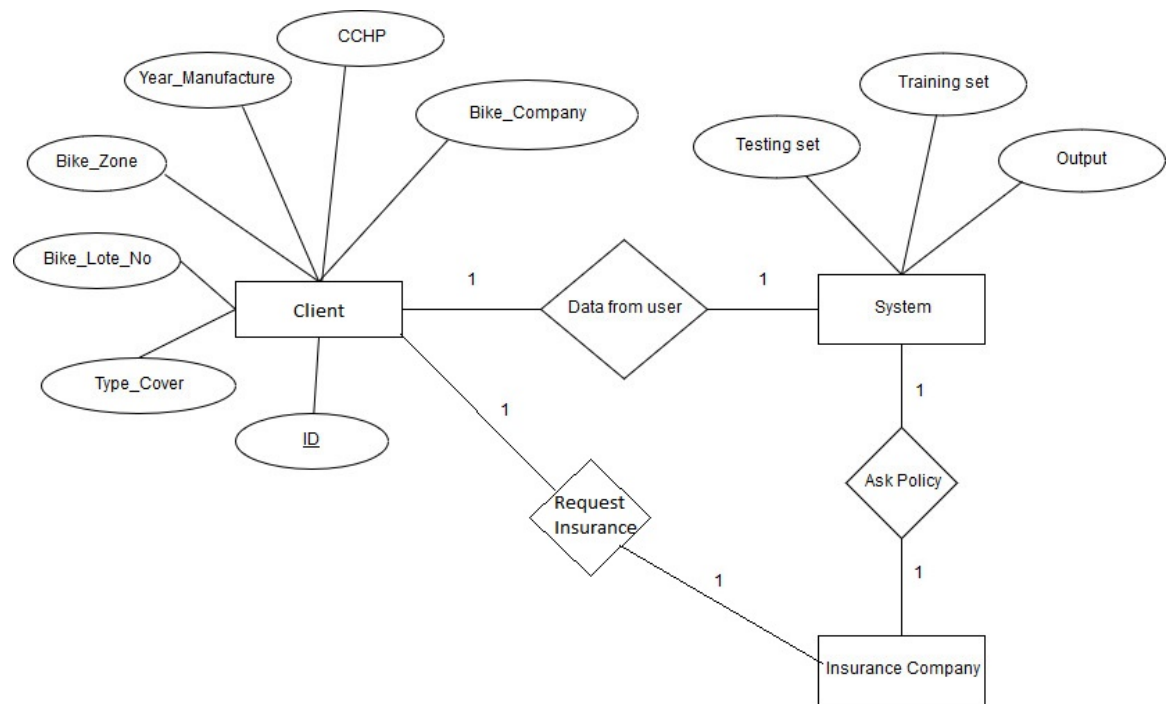 CCHP
Year_Manufacture
Training set
Bike_Company
Testing set
Output
Bike_Zone
Bike_Lote_No
1
1
Client
Data from user
System
Type_Cover
1
1
ID
Ask Policy
Request
Insurance
1
1
Insurance Company